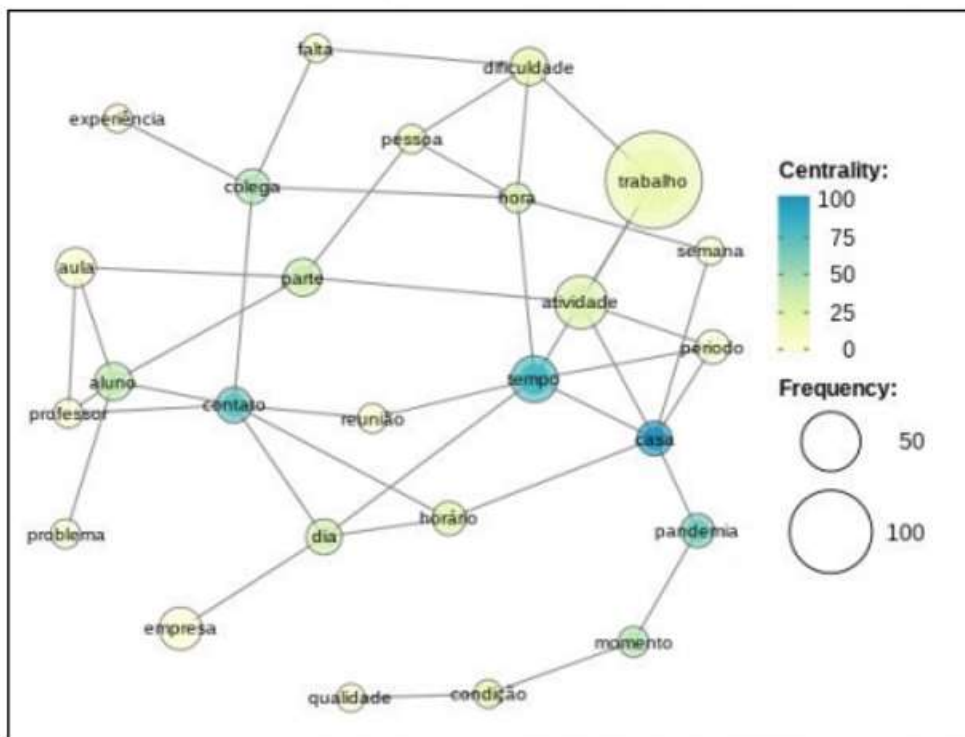 falta
dificuldade
experiência
pessoa
Centrality:
trabalho
colega
hora
100
75
50
25
0
semana
aula
parte
atividade
periodo
tempo
aluno
contato
professor
reunião
Frequency:
50
100
casa
horário
dia
problema
pandemia
empresa
momento
condição
qualidade